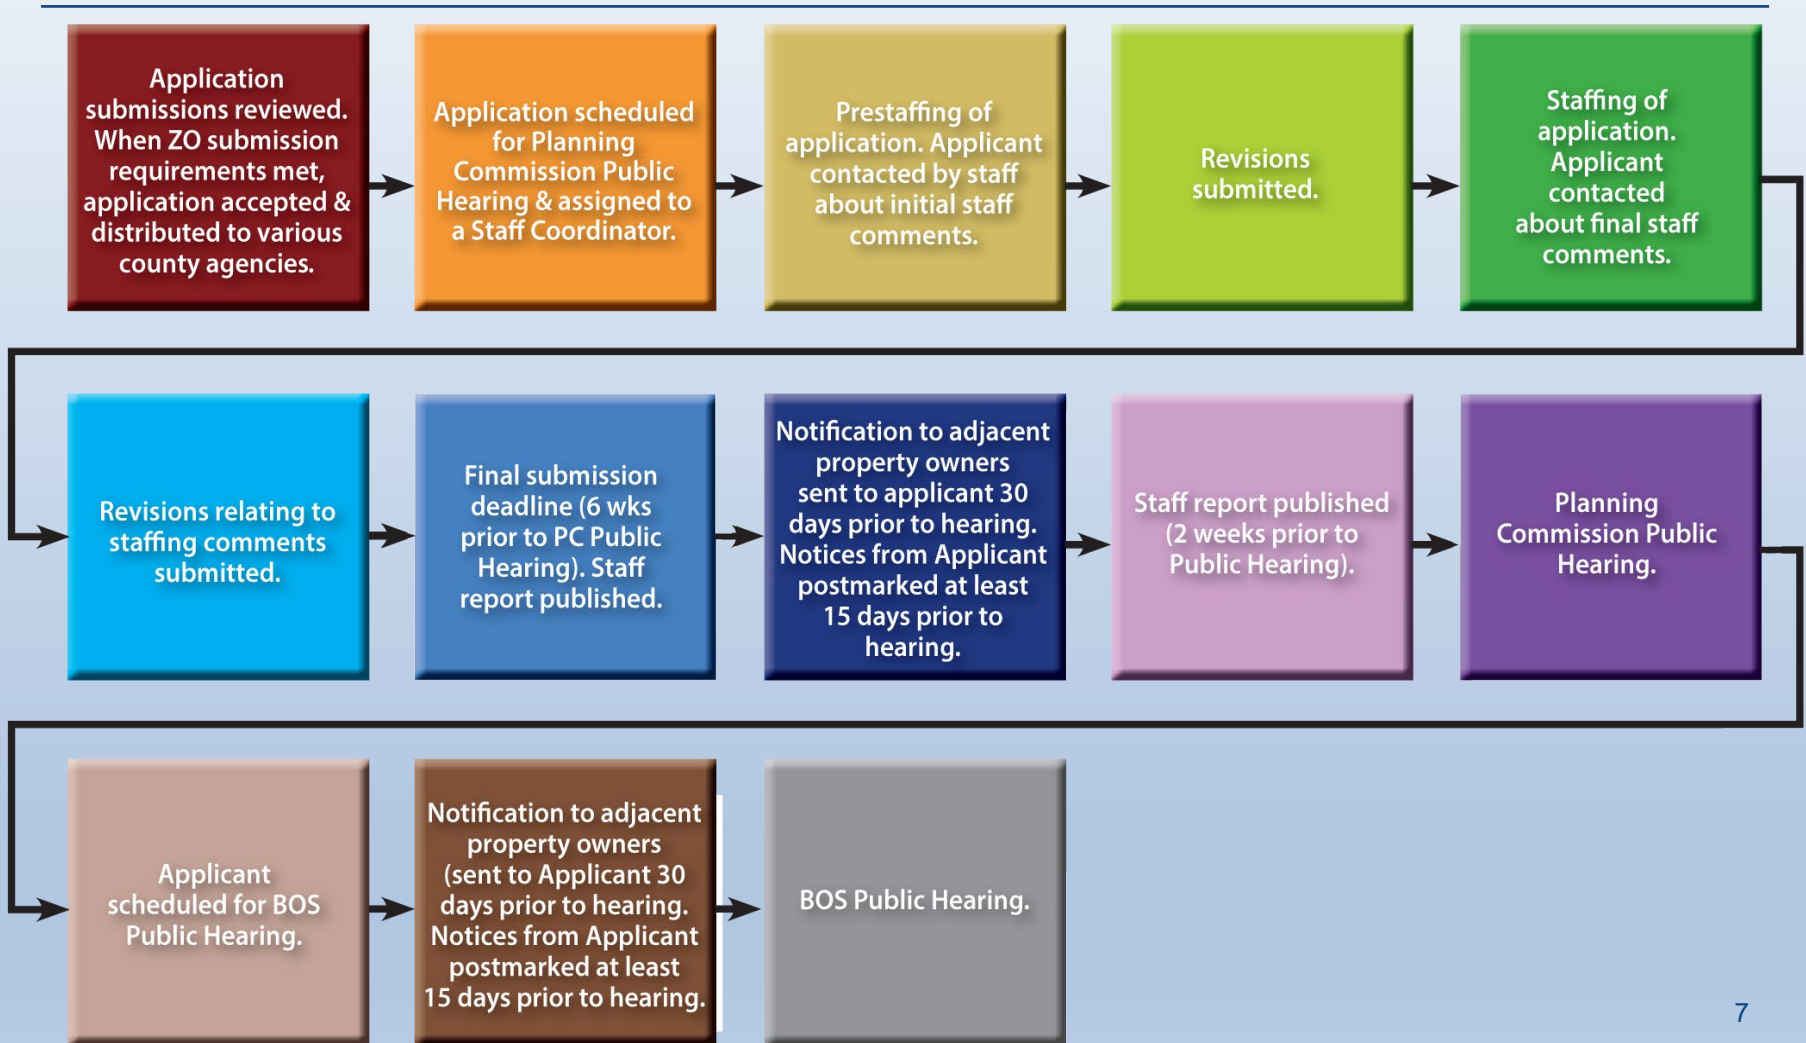 Application
submissions reviewed.
When ZO submission
requirements met,
application accepted &
distributed to various
county agencies.
Application scheduled
for Planning
Commission Public
Hearing & assigned to
a Staff Coordinator.
Prestaffing of
application. Applicant
contacted by staff
about initial staff
comments.
Revisions
submitted.
Staffing of
application.
Applicant
contacted
about final staff
comments.
Revisions relating to
staffing comments
submitted.
Final submission
deadline (6 wks
prior to PC Public
Hearing). Staff
report published.
Notification to adjacent
property owners
sent to applicant 30
days prior to hearing.
Notices from Applicant
postmarked at least
15 days prior to
hearing.
Staff report published
(2 weeks prior to
Public Hearing).
Planning
Commission Public
Hearing.
Applicant
scheduled for BOS
Public Hearing.
Notification to adjacent
property owners
(sent to Applicant 30
days prior to hearing.
Notices from Applicant
postmarked at least
15 days prior to hearing.
BOS Public Hearing.
7